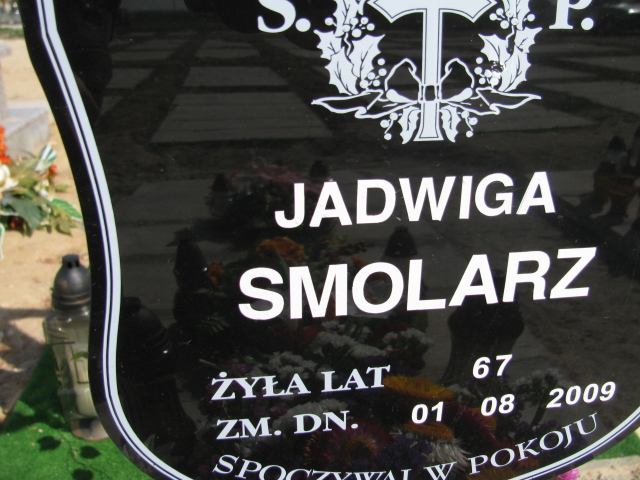 S. P.
JADWIGA
SMOLARZ
ŻYŁA LAT 67
ZM. DN. 01 08 2009
SPOCZYWAJ W POKOJU